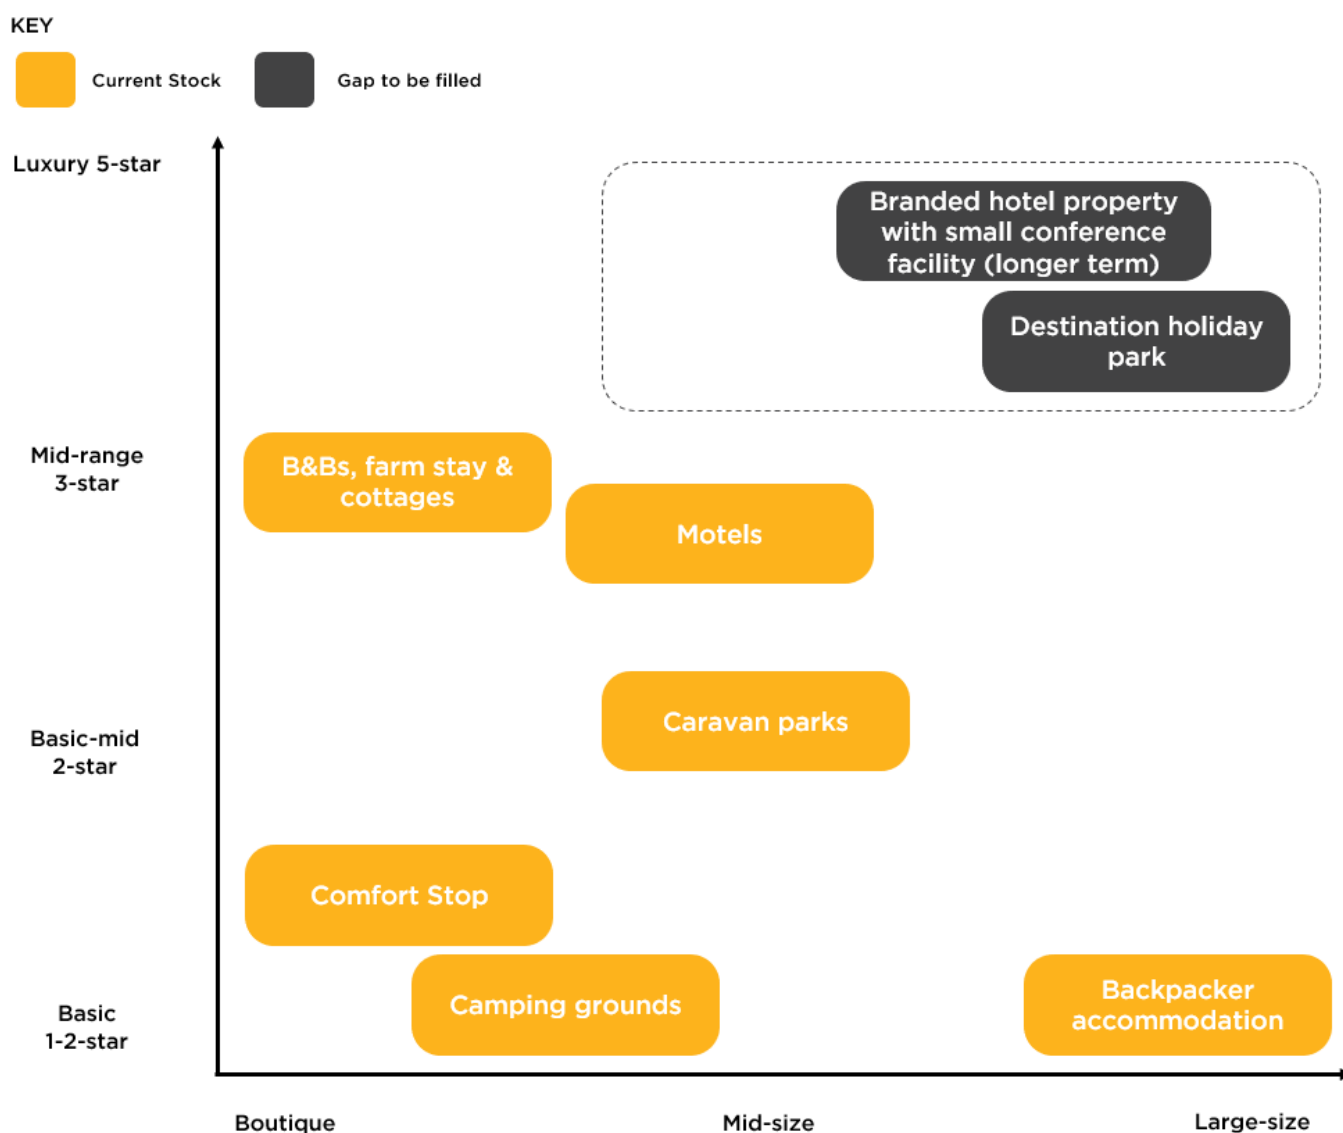 KEY
Current Stock
Gap to be filled
Luxury 5-star
Branded hotel property
with small conference
facility (longer term)
Destination holiday
park
Mid-range
3-star
B&Bs, farm stay &
cottages
Motels
Caravan parks
Basic-mid
2-star
Comfort Stop
Camping grounds
Backpacker
accommodation
Basic
1-2-star
Boutique
Mid-size
Large-size